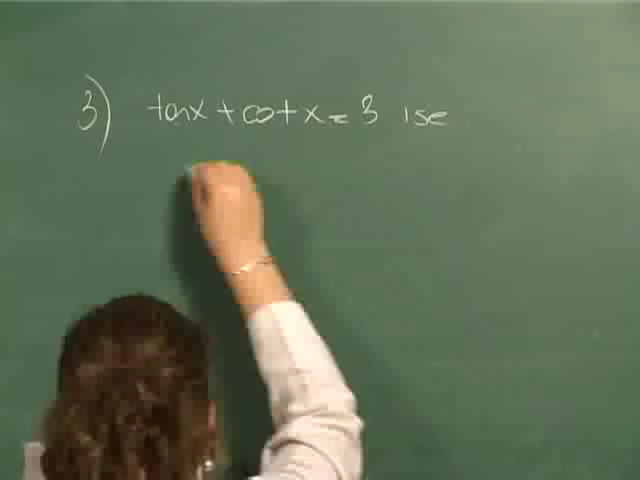 3) tanx + cotx = 3 ise